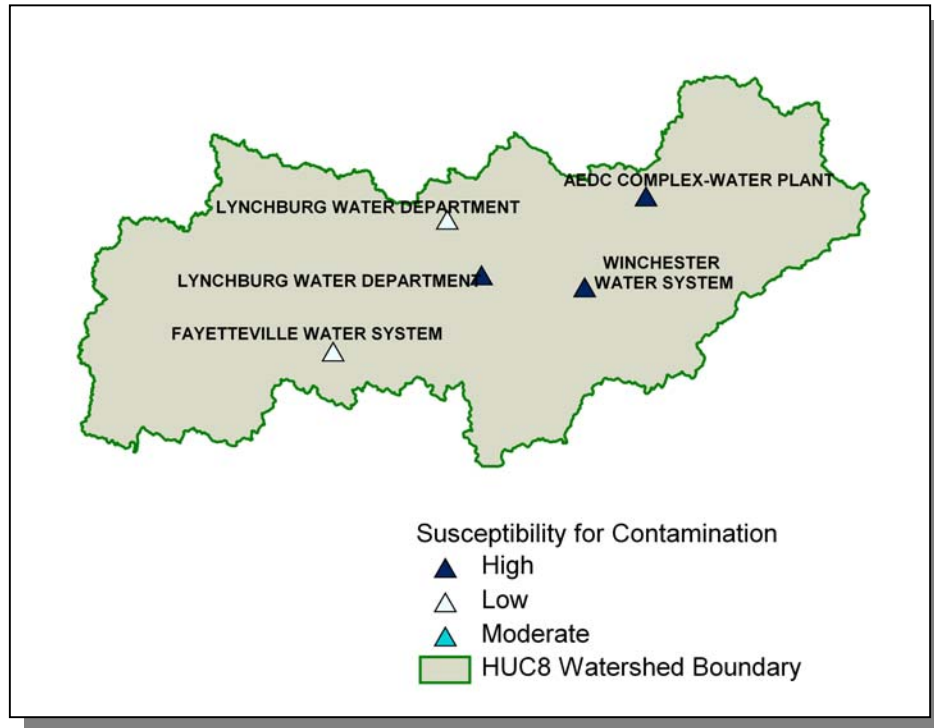 AEDC COMPLEX-WATER PLANT
LYNCHBURG WATER DEPARTMENT
WINCHESTER
WATER SYSTEM
LYNCHBURG WATER DEPARTMENT
FAYETTEVILLE WATER SYSTEM
Susceptibility for Contamination
High
Low
Moderate
HUC8 Watershed Boundary